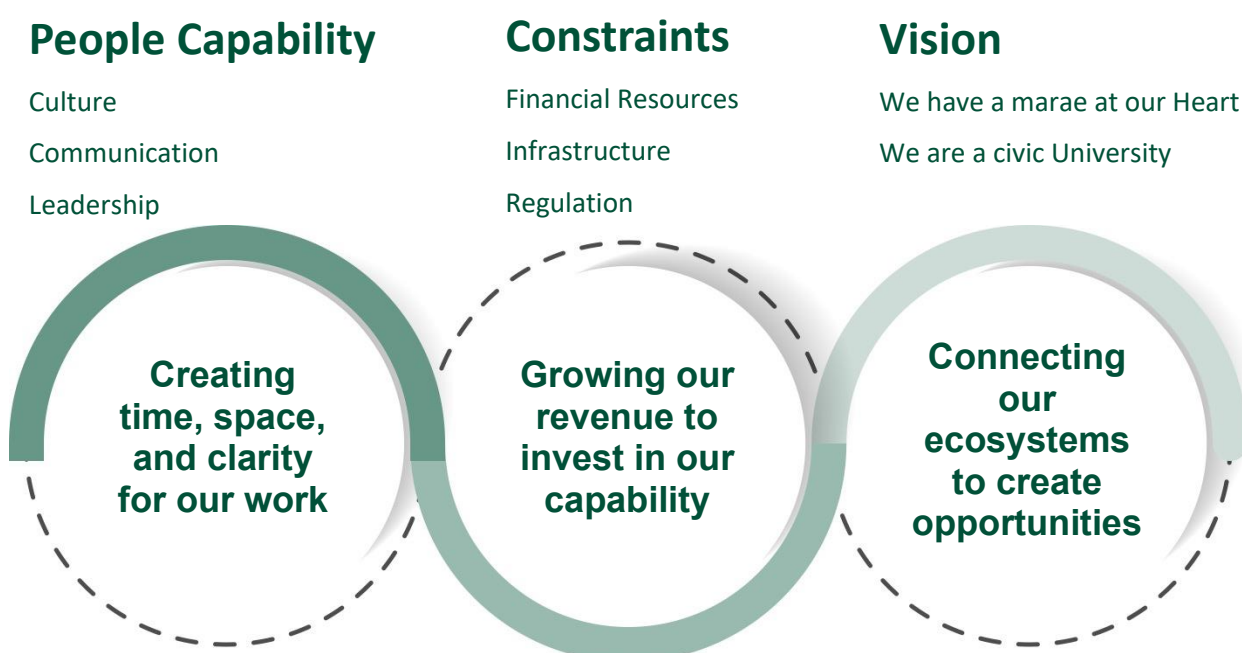 People Capability
Culture
Communication
Leadership
Constraints
Financial Resources
Infrastructure
Regulation
Vision
We have a marae at our Heart
We are a civic University
Creating
time, space,
and clarity
for our work
Growing our
revenue to
invest in our
capability
Connecting
our
ecosystems
to create
opportunities